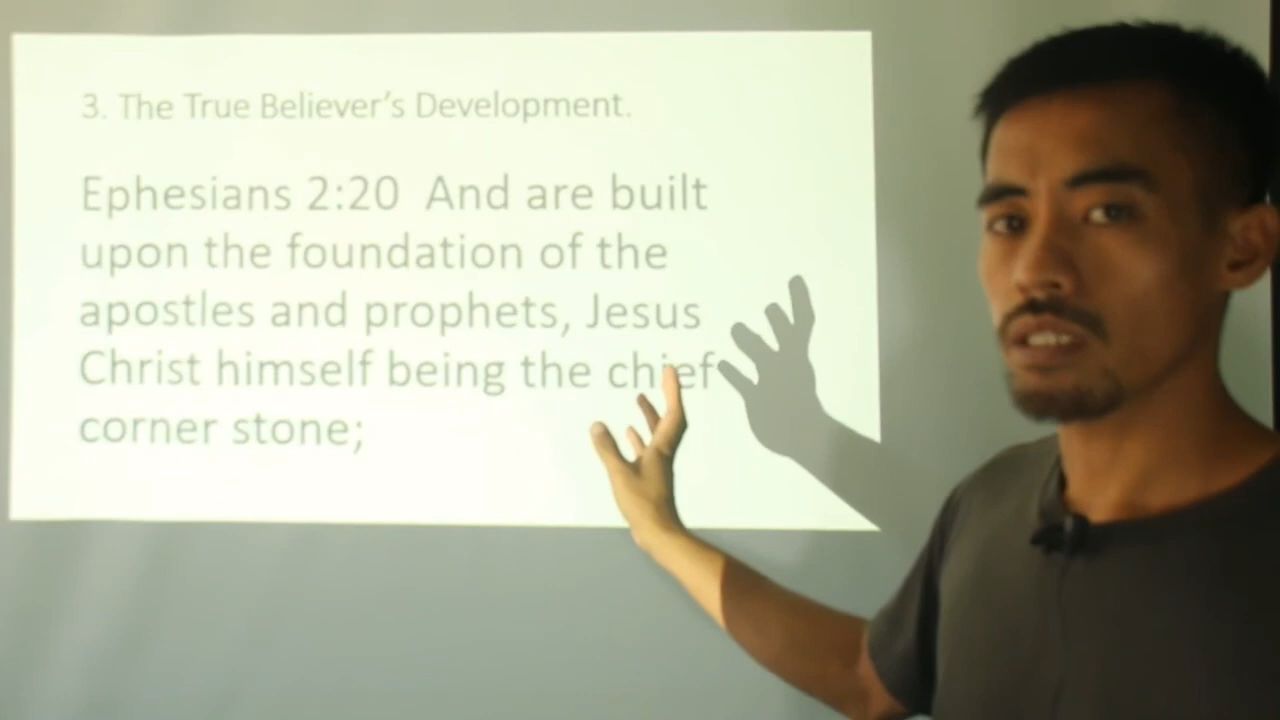 3. The True Believer’s Development.
Ephesians 2:20 And are built
upon the foundation of the
apostles and prophets, Jesus
Christ himself being the chief
corner stone;